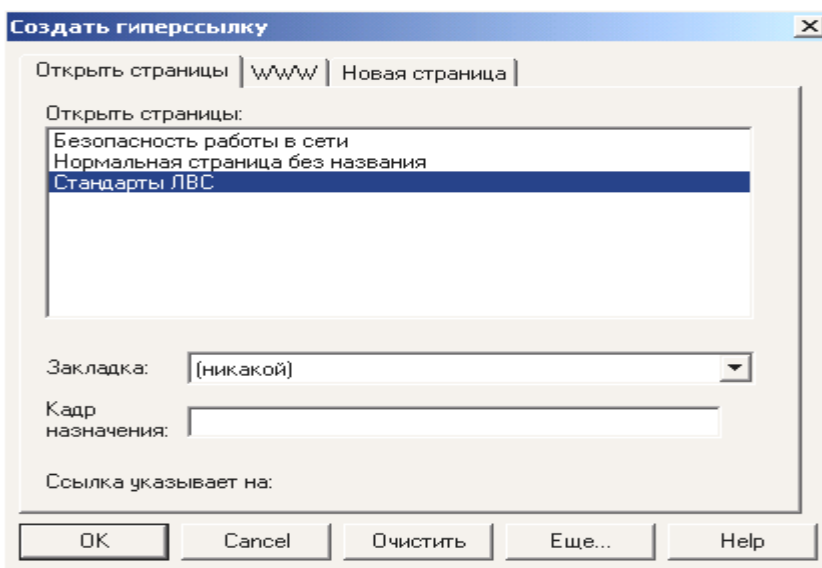 Создать гиперссылку
Открыть страницы WWW Новая страница
Открыть страницы:
Безопасность работы в сети
Нормальная страница без названия
Стандарты ЛВС
Закладка: (никакой)
Кадр
назначения:
Ссылка указывает на:
OK Cancel Очистить Еще... Help